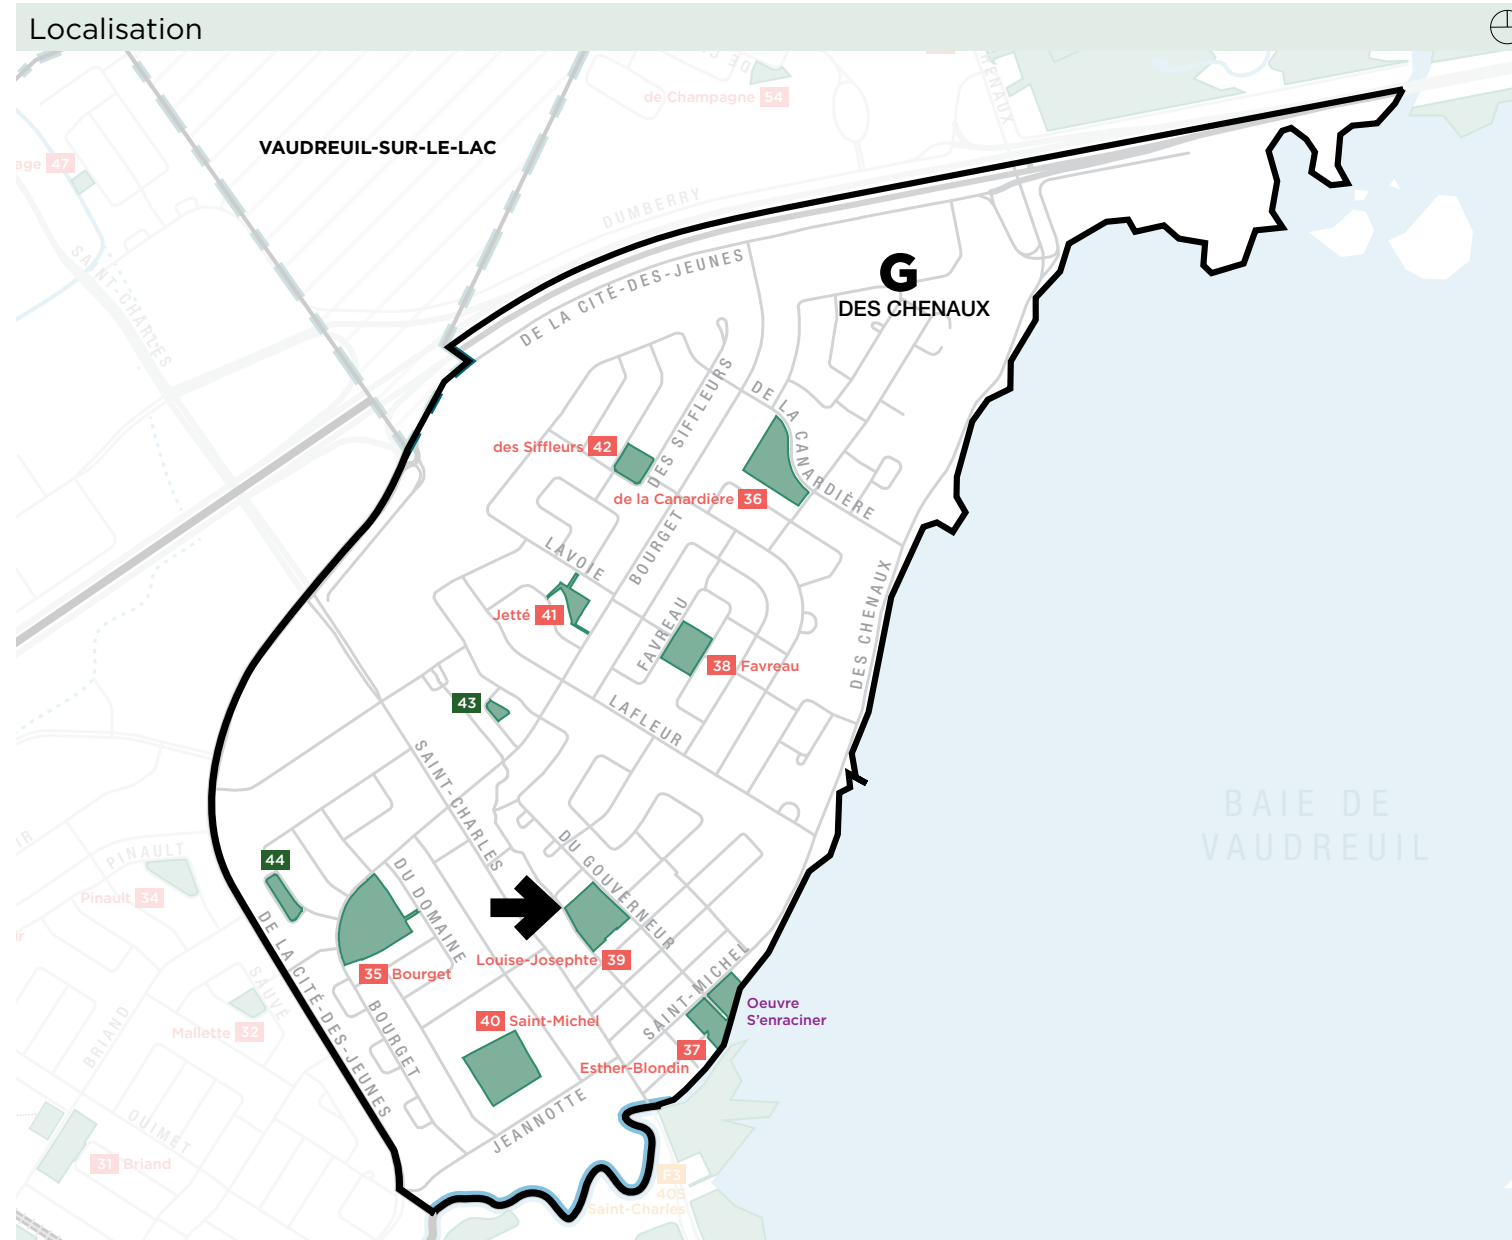 Localisation
DE J
CHENAUX
de Champagne 54
VAUDREUIL-SUR-LE-LAC
age 47
DUMBERRY
SAINT-CHARLES
DE LA CITÉ-DES-JEUNES
G
DES CHENAUX
DES SIFFLEURS
DE LA CANARDIÈRE
des Siffleurs 42
de la Canardière 36
BOURGET
LAVOIE
DES CHENAUX
Jetté 41
FAVREAU
38 Favreau
43
LAFLEUR
SAINT-CHARLES
BAIE DE
VAUDREUIL
PINAULT
44
DU GOUVERNEUR
DU DOMAINE
Pinault 34
DE LA CITÉ-DES-JEUNES
Louise-Josephte 39
35 Bourget
SAINT-MICHEL
SAUVÉ
Oeuvre
S'enraciner
BOURGET
40 Saint-Michel
Mallette 32
BRIAND
37
Esther-Blondin
JEANNOTTE
OUIMET
31 Briand
F3
405
Saint-Charles